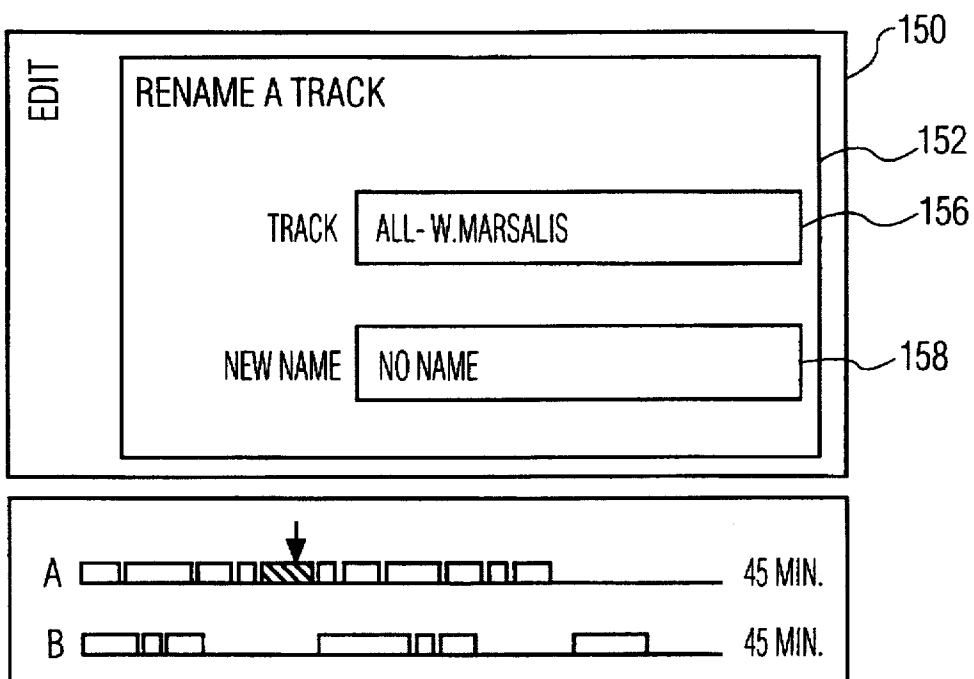 150
EDIT
RENAME A TRACK
152
TRACK ALL- W.MARSALIS 156
NEW NAME NO NAME 158
A 45 MIN.
B 45 MIN.